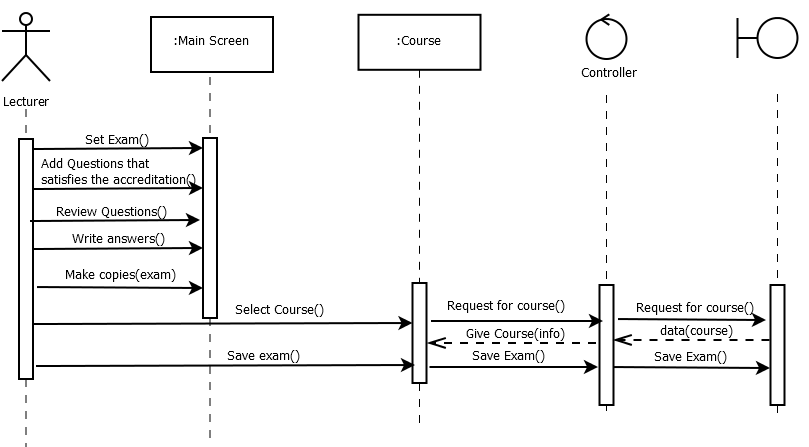 :Main Screen
:Course
Controller
Lecturer
Set Exam()
Add Questions that
satisfies the accreditation()
Review Questions()
Write answers()
Make copies(exam)
Select Course()
Request for course()
Request for course()
Give Course(info)
data(course)
Save exam()
Save Exam()
Save Exam()